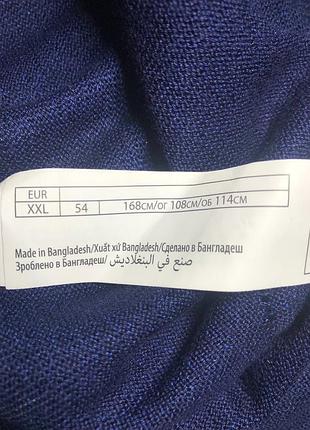 EUR
XXL 54 168СМ/ОГ 108СМ/ОБ 114СМ
Made in Bangladesh/Xuất xứ Bangladesh/Сделано в Бангладеш
Зроблено в Бангладеш/ صنع في البنغلاديش